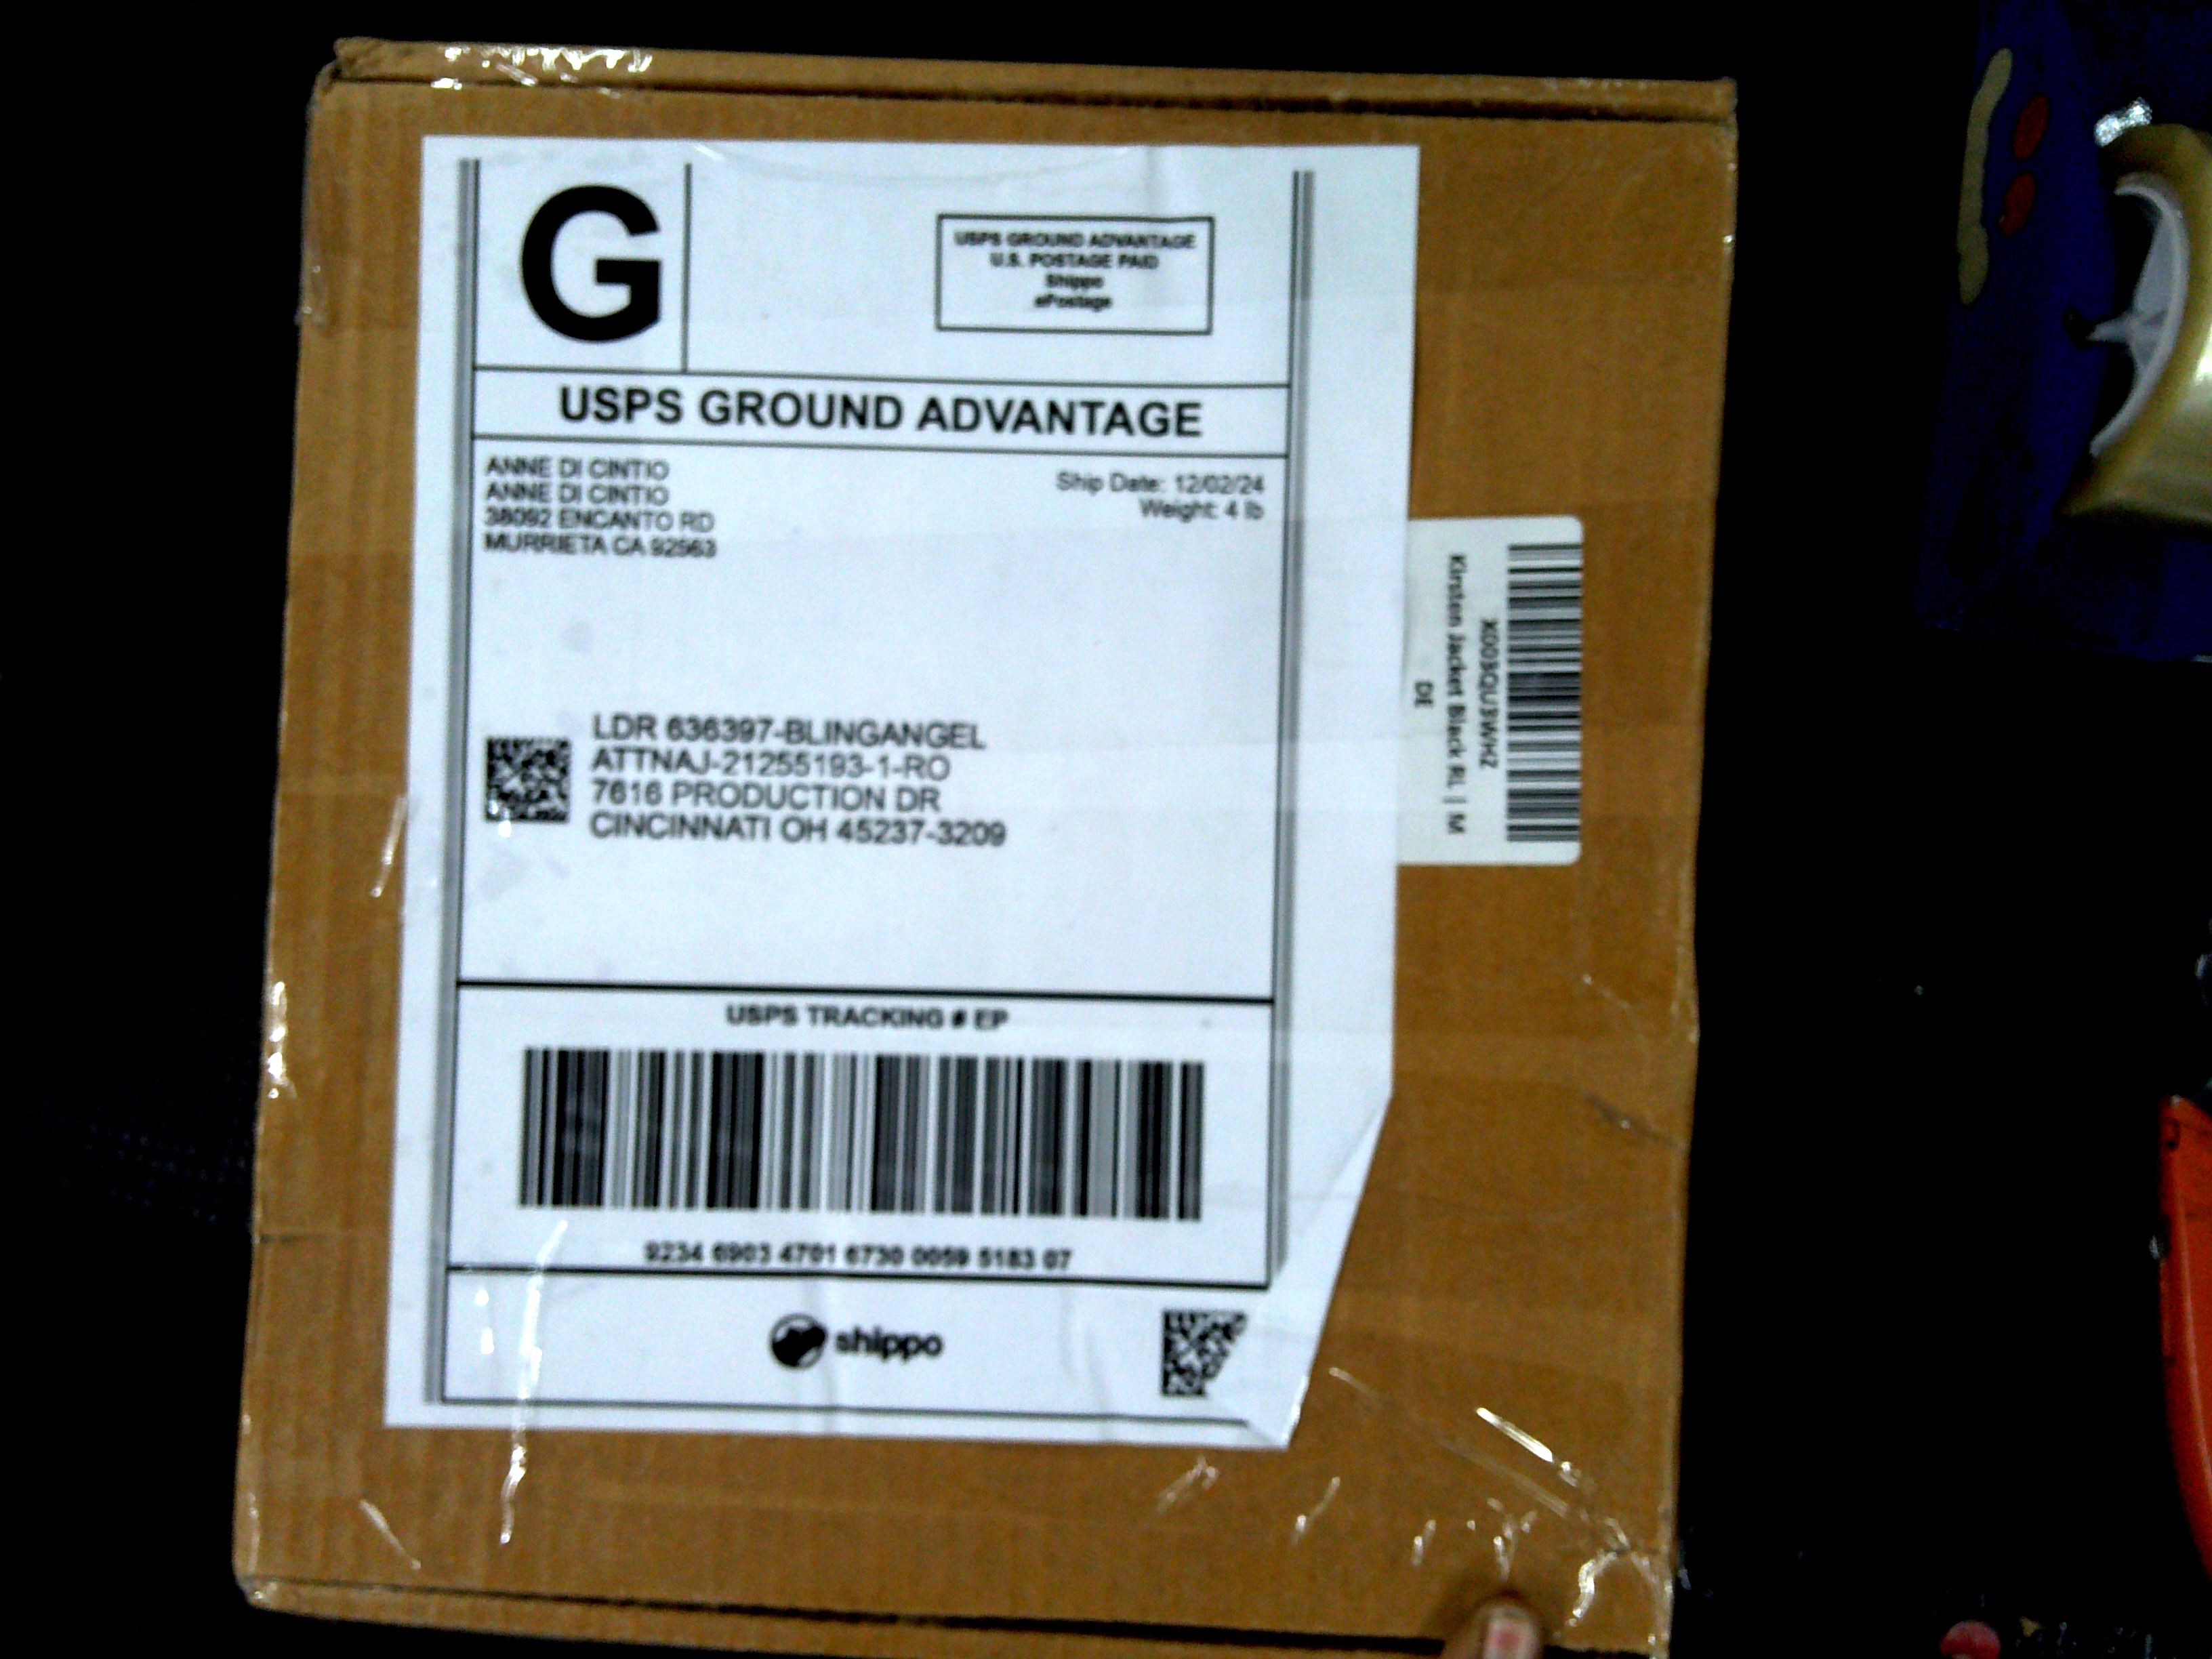 G
USPS GROUND ADVANTAGE
U.S. POSTAGE PAID
Shippo
ePostage
USPS GROUND ADVANTAGE
ANNE DI CINTIO
ANNE DI CINTIO
38092 ENCANTO RD
MURRIETA CA 92563
Ship Date: 12/02/24
Weight: 4 lb
LDR 636397-BLINGANGEL
ATTNAJ-21255193-1-RO
7616 PRODUCTION DR
CINCINNATI OH 45237-3209
USPS TRACKING # EP
9234 6903 4701 6730 0059 5183 07
shippo
X003QU3WHZ
Kirsten Jacket Black RL | M
DE